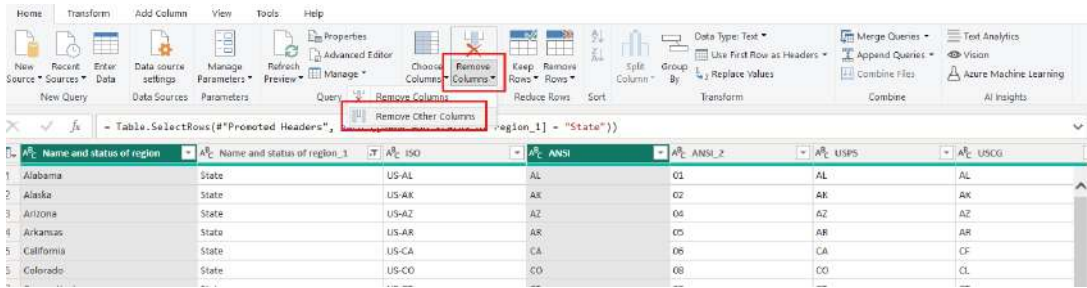 Home Transform Add Column View Tools Help
New Source Recent Sources Enter Data
New Query
Data source settings
Data Sources
Manage Parameters
Parameters
Refresh Preview
Properties
Advanced Editor
Manage
Query
Choose Columns Remove Columns
Remove Columns
Remove Other Columns
Keep Rows Remove Rows
Reduce Rows
Sort
Split Column Group By
Data Type: Text
Use First Row as Headers
Replace Values
Transform
Merge Queries
Append Queries
Combine Files
Combine
Text Analytics
Vision
Azure Machine Learning
AI Insights
fx = Table.SelectRows(#"Promoted Headers", region_1] = "State"))
Name and status of region Name and status of region_1 ISO ANSI ANSI_2 USPS USCG
1 Alabama State US-AL AL 01 AL AL
2 Alaska State US-AK AK 02 AK AK
3 Arizona State US-AZ AZ 04 AZ AZ
4 Arkansas State US-AR AR 05 AR AR
5 California State US-CA CA 06 CA CF
6 Colorado State US-CO CO 08 CO CL